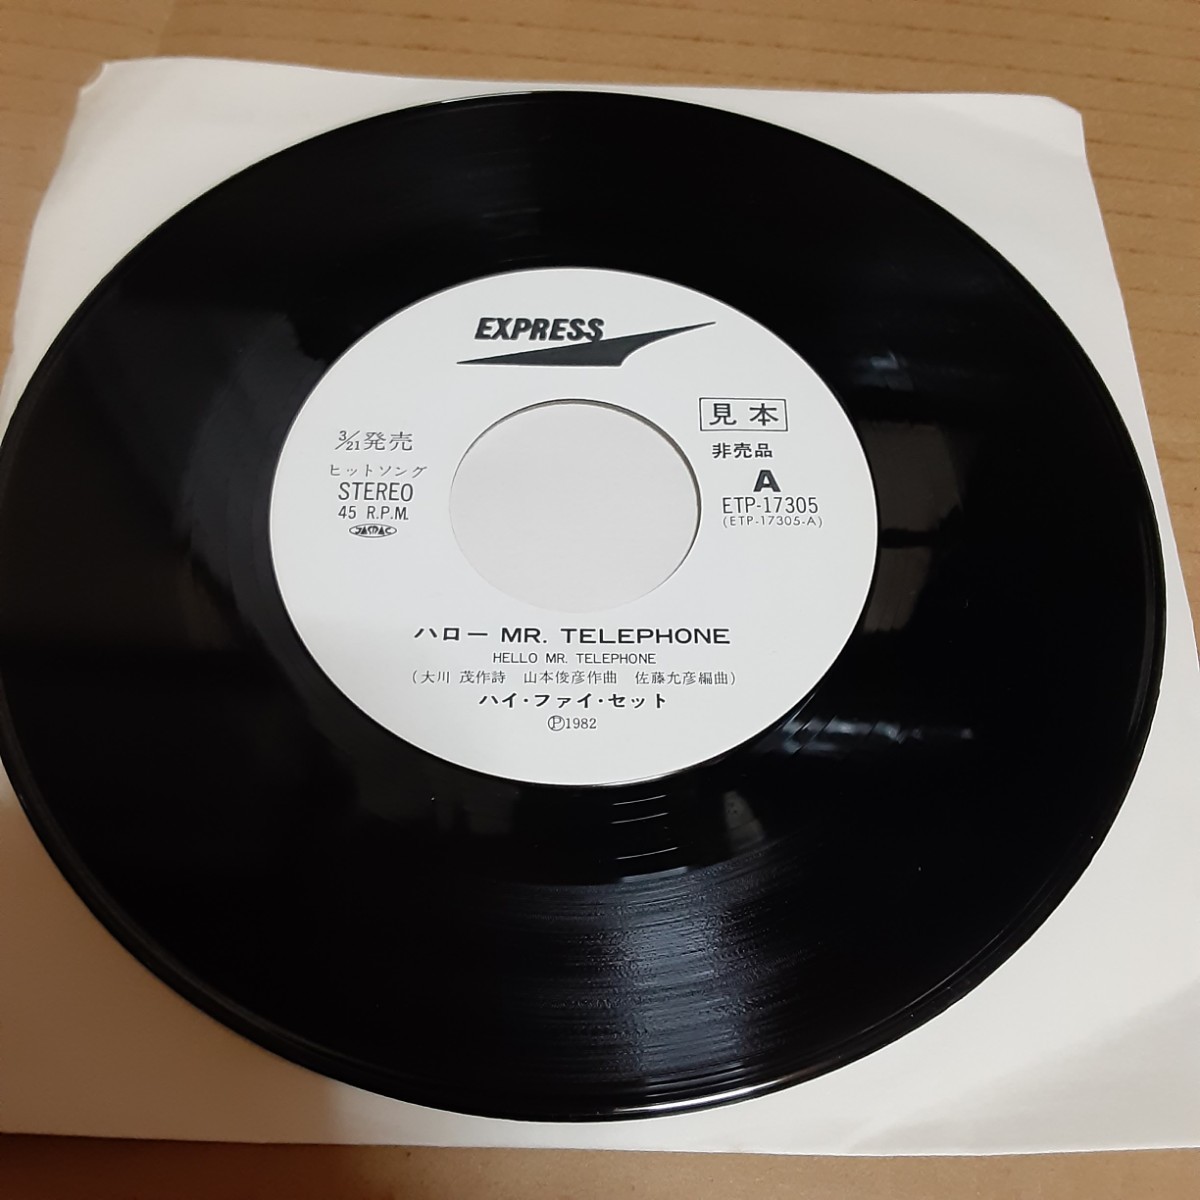 EXPRESS
3/21発売
ヒットソング
STEREO
45 R.P.M.
JASRAC
見本
非売品
A
ETP-17305
(ETP-17305-A)
ハロー MR. TELEPHONE
HELLO MR. TELEPHONE
(大川 茂作詩 山本俊彦作曲 佐藤允彦編曲)
ハイ・ファイ・セット
Ⓟ1982